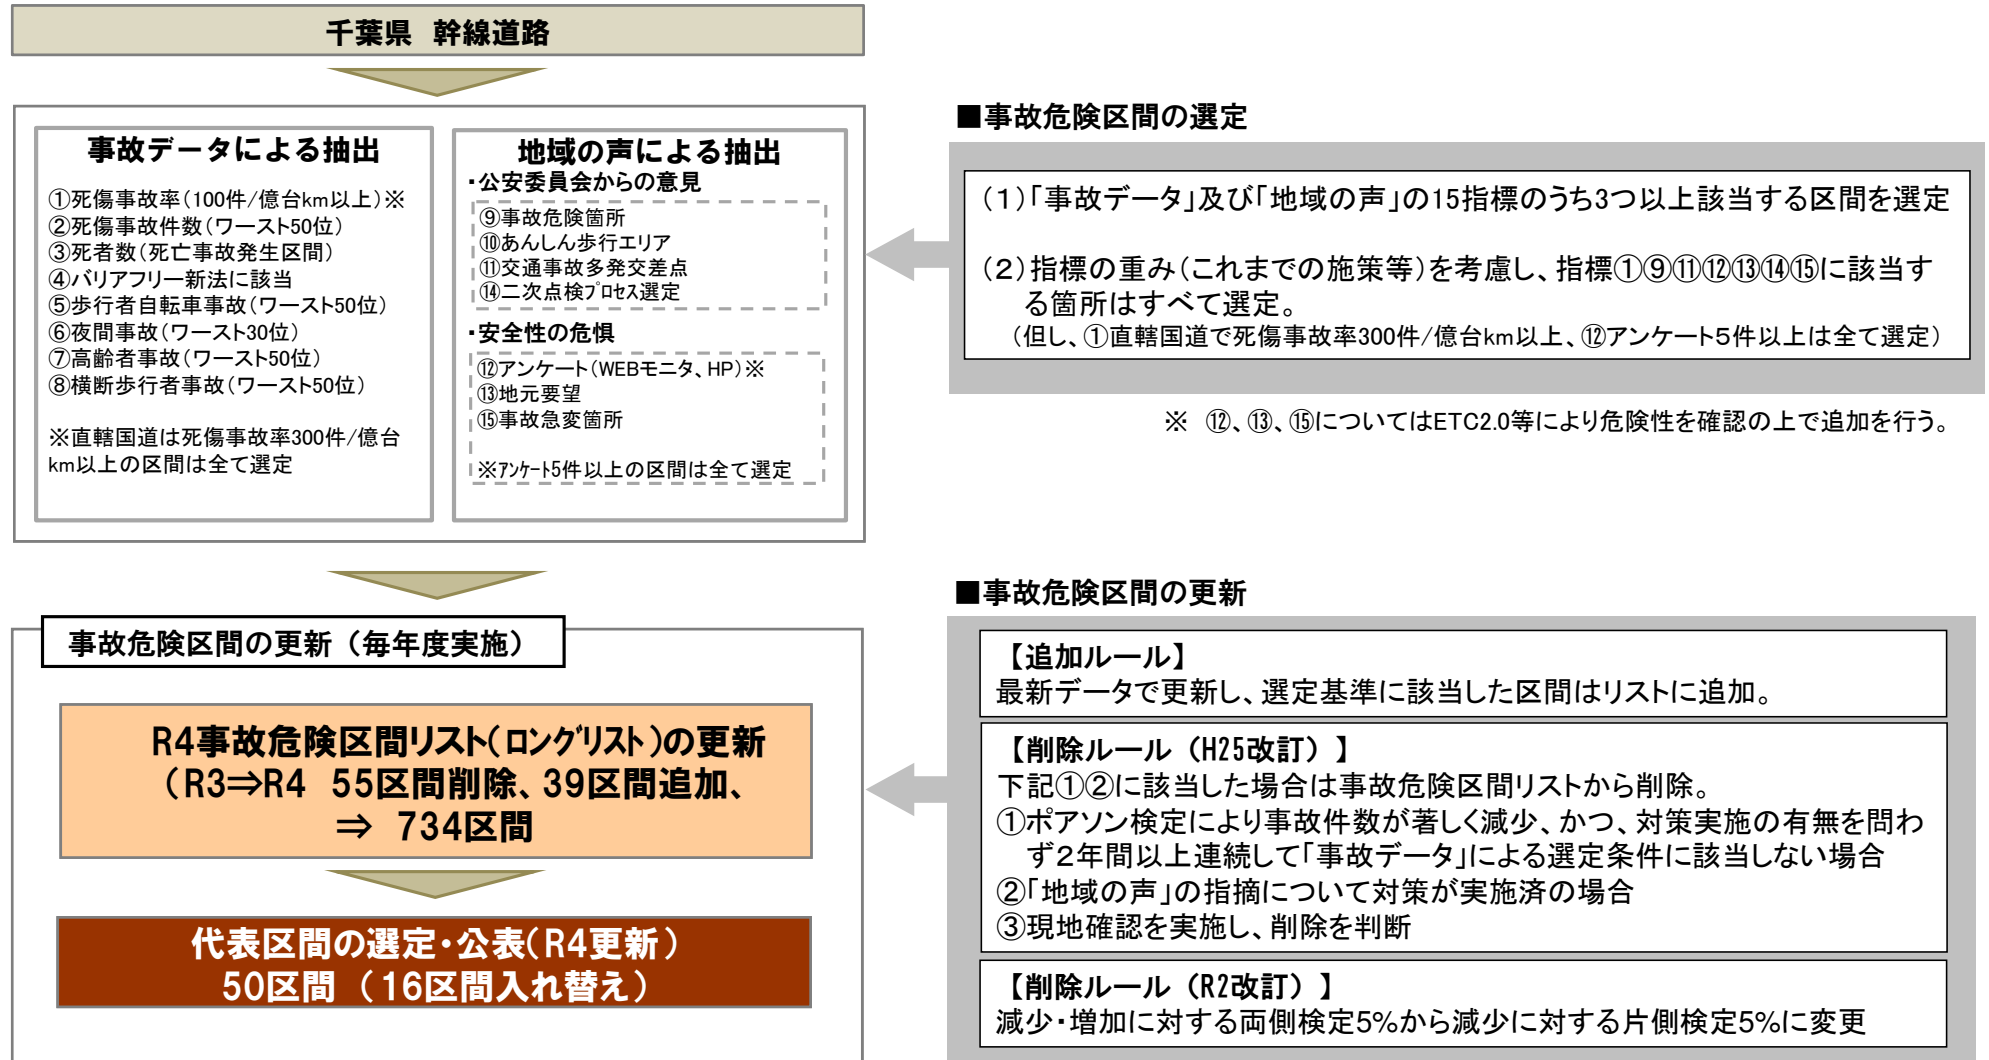 千葉県　幹線道路
事故データによる抽出
①死傷事故率（100件/億台km以上）※
②死傷事故件数（ワースト50位）
③死者数（死亡事故発生区間）
④バリアフリー新法に該当
⑤歩行者自転車事故（ワースト50位）
⑥夜間事故（ワースト30位）
⑦高齢者事故（ワースト50位）
⑧横断歩行者事故（ワースト50位）
※直轄国道は死傷事故率300件/億台
km以上の区間は全て選定
地域の声による抽出
・公安委員会からの意見
⑨事故危険箇所
⑩あんしん歩行エリア
⑪交通事故多発交差点
⑭二次点検ﾌﾟﾛｾｽ選定
・安全性の危惧
⑫アンケート（WEBモニタ、HP）※
⑬地元要望
⑮事故急変箇所
※ｱﾝｹｰﾄ5件以上の区間は全て選定
■事故危険区間の選定
（1）「事故データ」及び「地域の声」の15指標のうち3つ以上該当する区間を選定
（2）指標の重み（これまでの施策等）を考慮し、指標①⑨⑪⑫⑬⑭⑮に該当す
る箇所はすべて選定。
（但し、①直轄国道で死傷事故率300件/億台km以上、⑫アンケート５件以上は全て選定）
※　⑫、⑬、⑮についてはETC2.0等により危険性を確認の上で追加を行う。
事故危険区間の更新（毎年度実施）
R4事故危険区間リスト（ロングリスト）の更新
（R3⇒R4　55区間削除、39区間追加、
⇒　734区間
代表区間の選定・公表（R4更新）
50区間（16区間入れ替え）
■事故危険区間の更新
【追加ルール】
最新データで更新し、選定基準に該当した区間はリストに追加。
【削除ルール（H25改訂）】
下記①②に該当した場合は事故危険区間リストから削除。
①ポアソン検定により事故件数が著しく減少、かつ、対策実施の有無を問わ
ず２年間以上連続して「事故データ」による選定条件に該当しない場合
②「地域の声」の指摘について対策が実施済の場合
③現地確認を実施し、削除を判断
【削除ルール（R2改訂）】
減少・増加に対する両側検定5％から減少に対する片側検定5％に変更